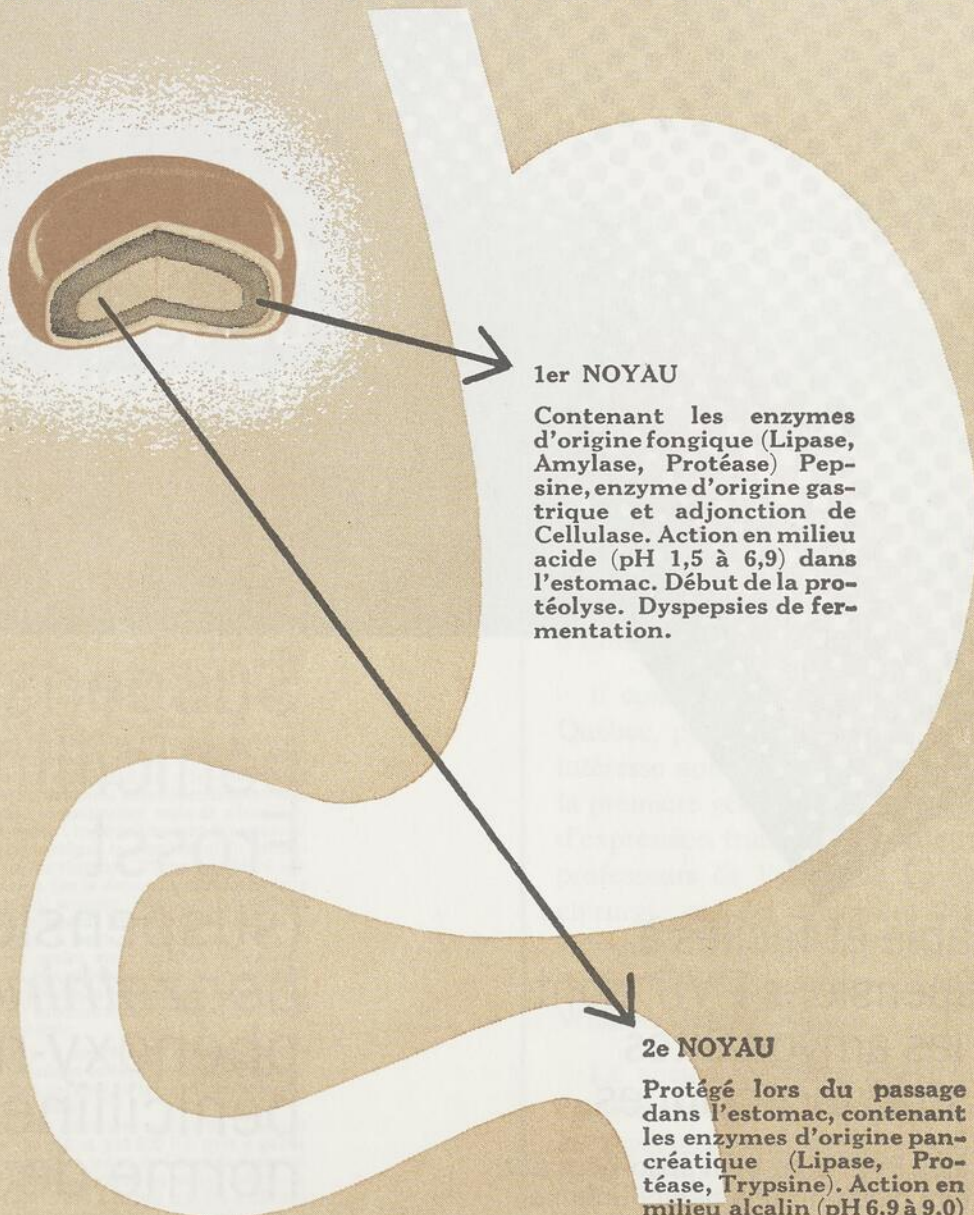 1er NOYAU
Contenant les enzymes
d'origine fongique (Lipase,
Amylase, Protéase) Pep-
sine, enzyme d'origine gas-
trique et adjonction de
Cellulase. Action en milieu
acide (pH 1,5 à 6,9) dans
l'estomac. Début de la pro-
téolyse. Dyspepsies de fer-
mentation.
2e NOYAU
Protégé lors du passage
dans l'estomac, contenant
les enzymes d'origine pan-
créatique (Lipase, Pro-
téase, Trypsine). Action en
milieu alcalin (pH 6,9 à 9,0)